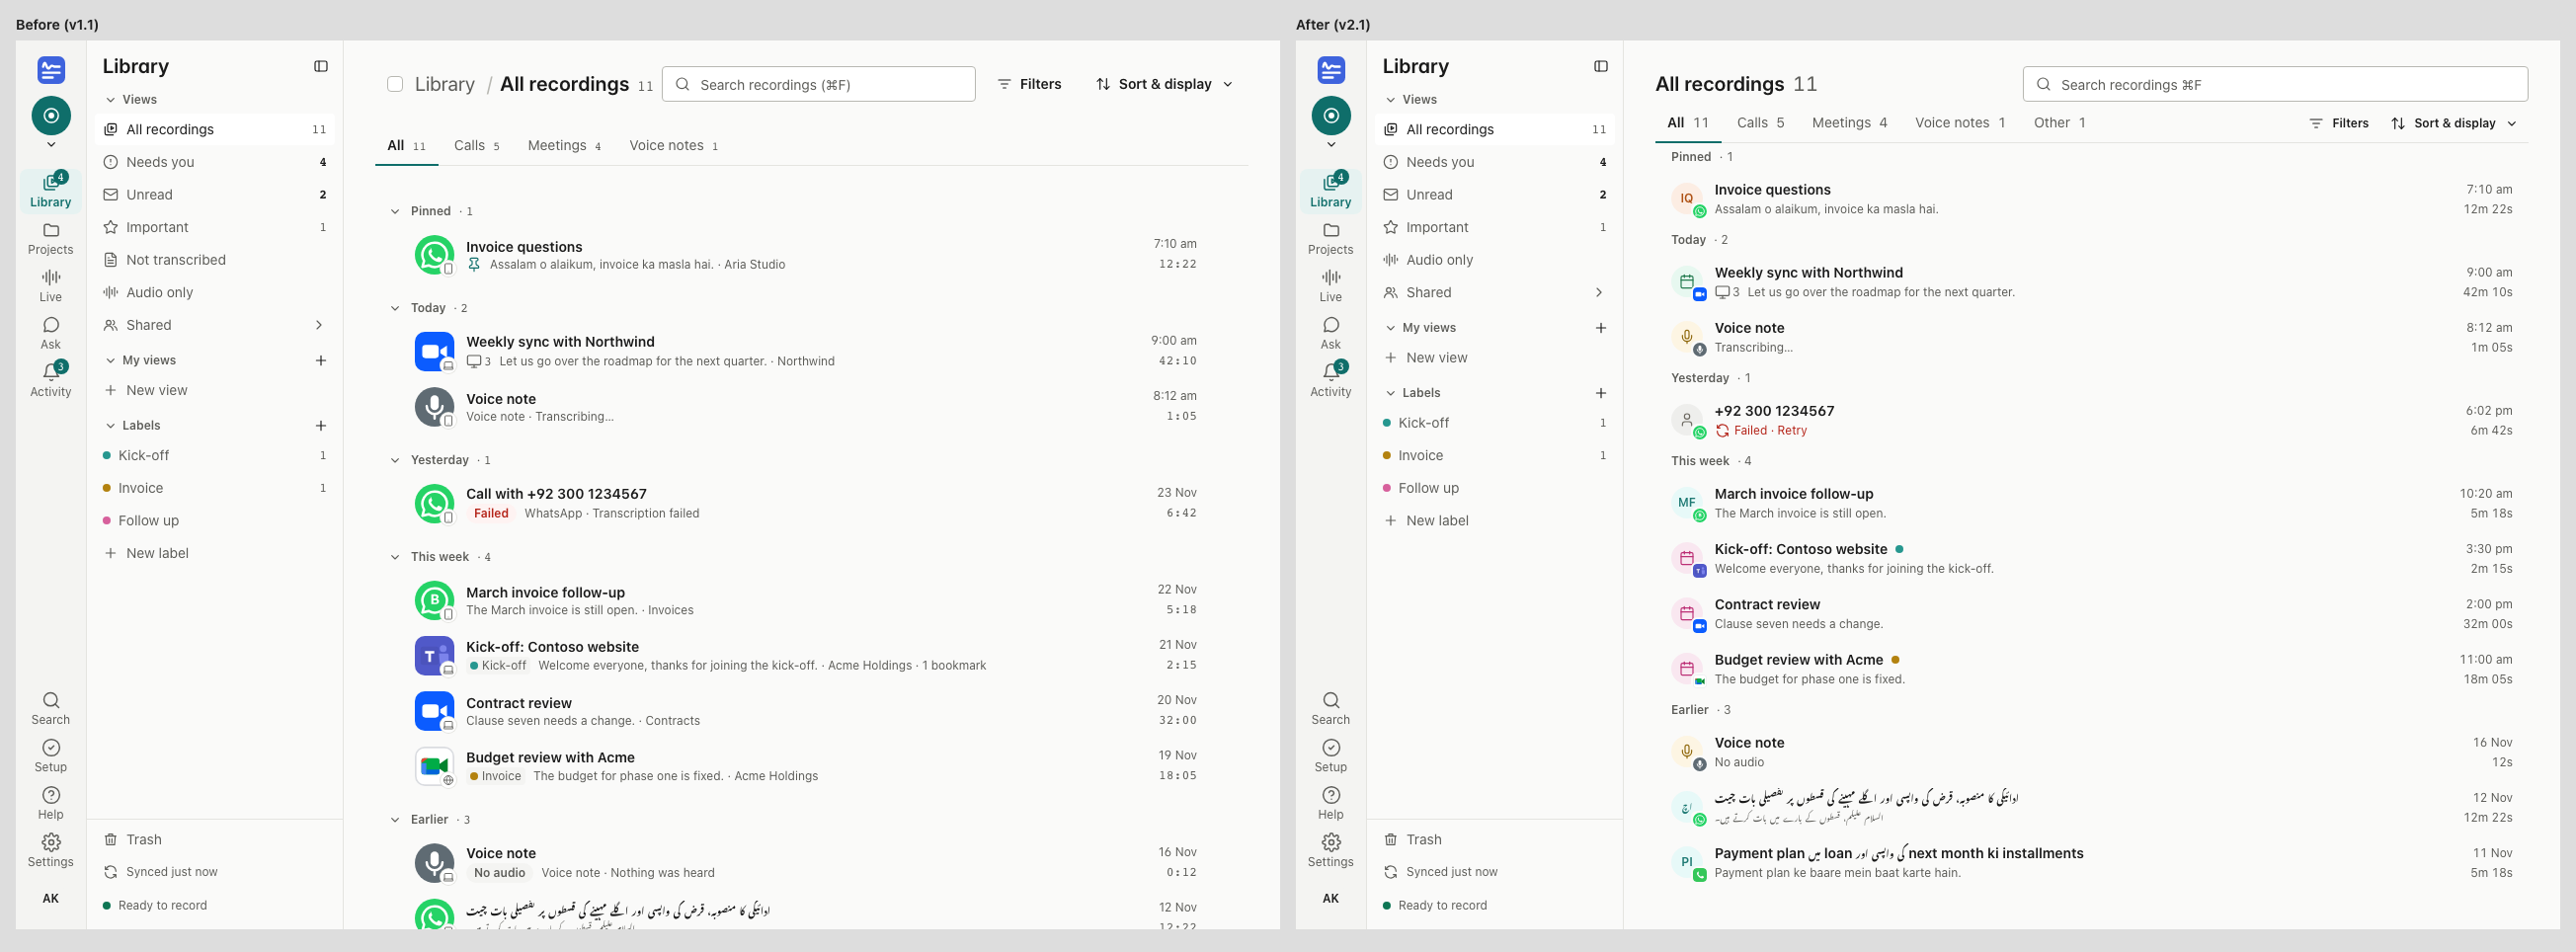 Before (v1.1)
Library
Views
All recordings 11
Needs you 4
Unread 2
Important 1
Not transcribed
Audio only
Shared
My views
New view
Labels
Kick-off 1
Invoice 1
Follow up
New label
Trash
Synced just now
Ready to record
4
Library
Projects
Live
Ask
3
Activity
Search
Setup
Help
Settings
AK
Library / All recordings 11
Search recordings (⌘F)
Filters
Sort & display
All 11 Calls 5 Meetings 4 Voice notes 1
Pinned · 1
Invoice questions 7:10 am
Assalam o alaikum, invoice ka masla hai. · Aria Studio 12:22
Today · 2
Weekly sync with Northwind 9:00 am
3 Let us go over the roadmap for the next quarter. · Northwind 42:10
Voice note 8:12 am
Voice note · Transcribing... 1:05
Yesterday · 1
Call with +92 300 1234567 23 Nov
Failed WhatsApp · Transcription failed 6:42
This week · 4
B
March invoice follow-up 22 Nov
The March invoice is still open. · Invoices 5:18
T
Kick-off: Contoso website 21 Nov
Kick-off Welcome everyone, thanks for joining the kick-off. · Acme Holdings · 1 bookmark 2:15
Contract review 20 Nov
Clause seven needs a change. · Contracts 32:00
Budget review with Acme 19 Nov
Invoice The budget for phase one is fixed. · Acme Holdings 18:05
Earlier · 3
Voice note 16 Nov
No audio Voice note · Nothing was heard 0:12
ادائیگی کا منصوبہ، قرض کی واپسی اور اگلے مہینے کی قسطوں پر تفصیلی بات چیت 12 Nov
12:22
After (v2.1)
Library
Views
All recordings 11
Needs you 4
Unread 2
Important 1
Audio only
Shared
My views
New view
Labels
Kick-off 1
Invoice 1
Follow up
New label
Trash
Synced just now
Ready to record
4
Library
Projects
Live
Ask
3
Activity
Search
Setup
Help
Settings
AK
All recordings 11
Search recordings ⌘F
All 11 Calls 5 Meetings 4 Voice notes 1 Other 1
Filters
Sort & display
Pinned · 1
IQ
Invoice questions 7:10 am
Assalam o alaikum, invoice ka masla hai. 12m 22s
Today · 2
Weekly sync with Northwind 9:00 am
3 Let us go over the roadmap for the next quarter. 42m 10s
Voice note 8:12 am
Transcribing... 1m 05s
Yesterday · 1
+92 300 1234567 6:02 pm
Failed · Retry 6m 42s
This week · 4
MF
March invoice follow-up 10:20 am
The March invoice is still open. 5m 18s
Kick-off: Contoso website 3:30 pm
Welcome everyone, thanks for joining the kick-off. 2m 15s
Contract review 2:00 pm
Clause seven needs a change. 32m 00s
Budget review with Acme 11:00 am
The budget for phase one is fixed. 18m 05s
Earlier · 3
Voice note 16 Nov
No audio 12s
اچ
ادائیگی کا منصوبہ، قرض کی واپسی اور اگلے مہینے کی قسطوں پر تفصیلی بات چیت 12 Nov
السلام علیکم، قسطوں کے بارے میں بات کرتے ہیں۔ 12m 22s
PI
Payment plan میں loan کی واپسی اور next month ki installments 11 Nov
Payment plan ke baare mein baat karte hain. 5m 18s